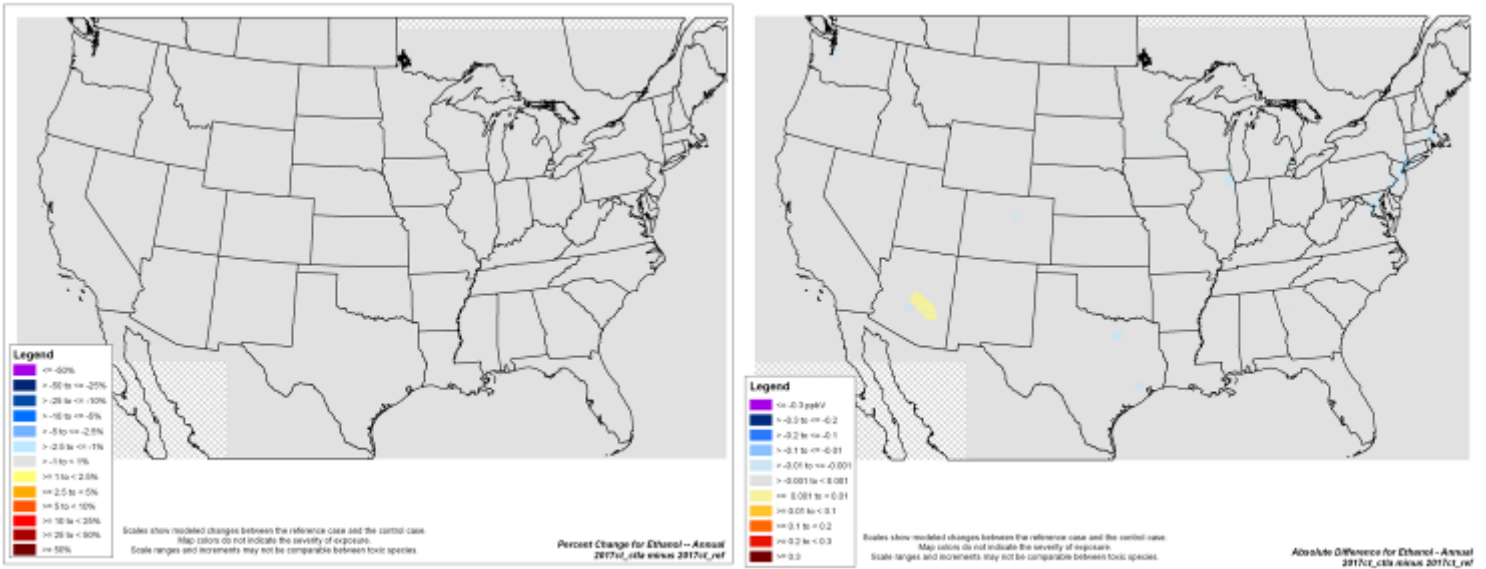 Legend
<= -50%
> -50 to <= -25%
> -25 to <= -10%
> -10 to <= -5%
> -5 to <= -2.5%
> -2.5 to <= -1%
> -1 to < 1%
>= 1 to < 2.5%
>= 2.5 to < 5%
>= 5 to < 10%
>= 10 to < 25%
>= 25 to < 50%
>= 50%
Scales show modeled changes between the reference case and the control case.
Map colors do not indicate the severity of exposure.
Scale ranges and increments may not be comparable between toxic species.
Percent Change for Ethanol -- Annual
2017ct_ctla minus 2017ct_ref
Legend
<= -0.3 ppbV
> -0.3 to <= -0.2
> -0.2 to <= -0.1
> -0.1 to <= -0.01
> -0.01 to <= -0.001
> -0.001 to < 0.001
>= 0.001 to < 0.01
>= 0.01 to < 0.1
>= 0.1 to < 0.2
>= 0.2 to < 0.3
>= 0.3
Scales show modeled changes between the reference case and the control case.
Map colors do not indicate the severity of exposure.
Scale ranges and increments may not be comparable between toxic species.
Absolute Difference for Ethanol - Annual
2017ct_ctla minus 2017ct_ref